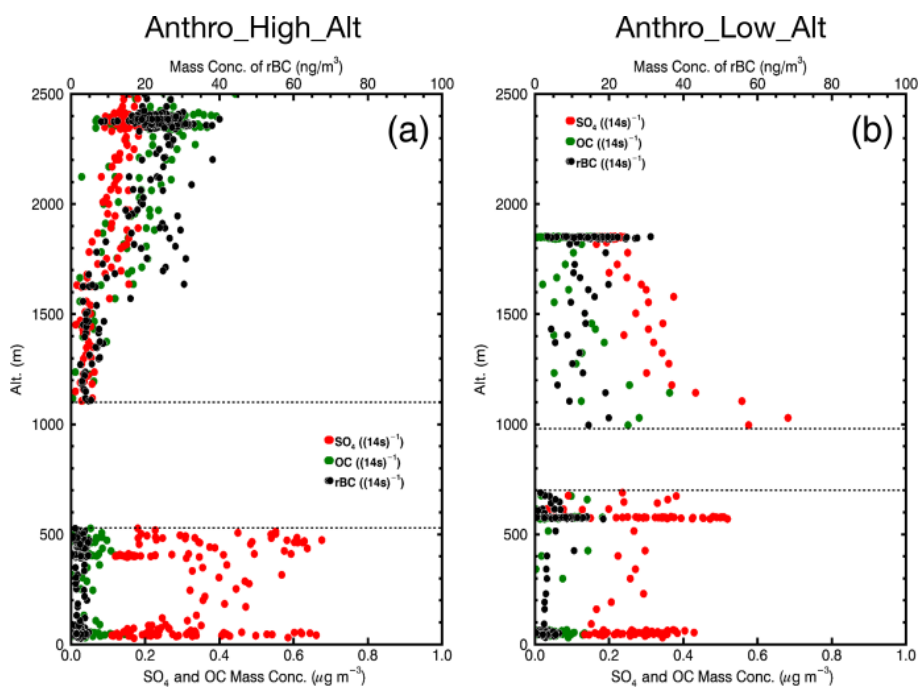 Anthro_High_Alt
Mass Conc. of rBC (ng/m³)
0 20 40 60 80 100
(a)
2500
2000
1500
1000
500
0
Alt. (m)
SO₄ ((14s)⁻¹)
OC ((14s)⁻¹)
rBC ((14s)⁻¹)
0.0 0.2 0.4 0.6 0.8 1.0
SO₄ and OC Mass Conc. (μg m⁻³)
Anthro_Low_Alt
Mass Conc. of rBC (ng/m³)
0 20 40 60 80 100
SO₄ ((14s)⁻¹)
OC ((14s)⁻¹)
rBC ((14s)⁻¹)
(b)
2500
2000
1500
1000
500
0
Alt. (m)
0.0 0.2 0.4 0.6 0.8 1.0
SO₄ and OC Mass Conc. (μg m⁻³)